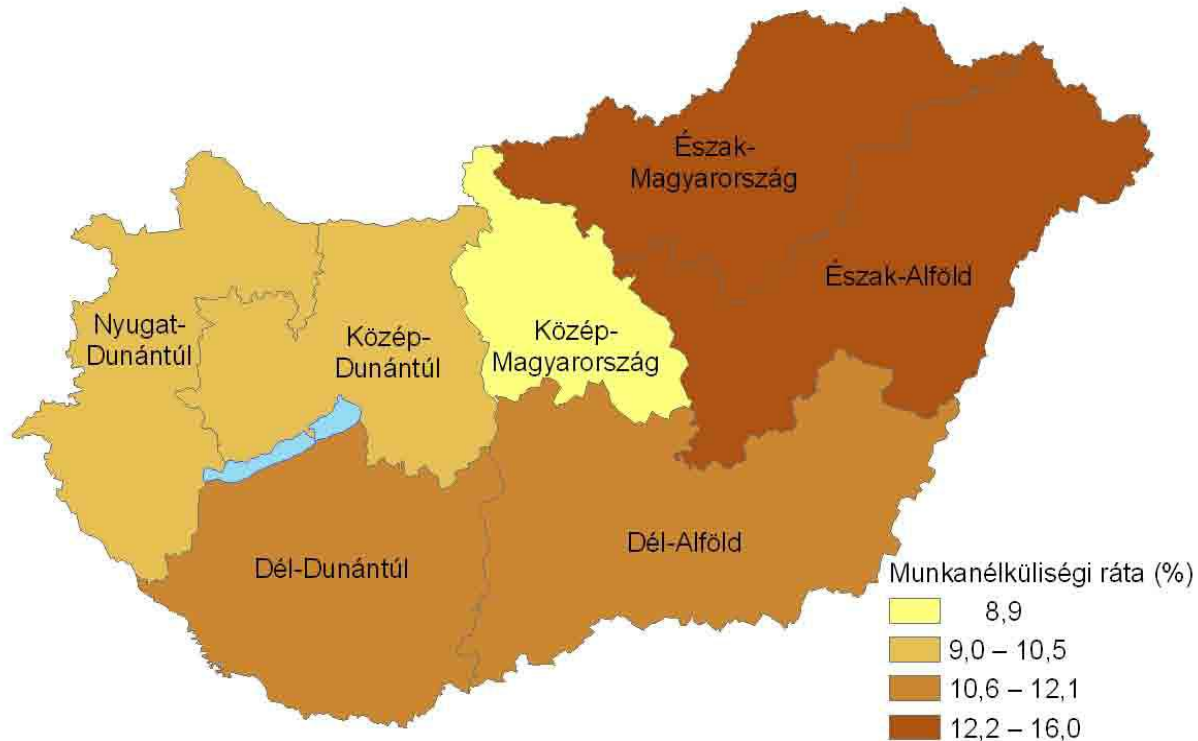 Észak-
Magyarország
Észak-Alföld
Nyugat-
Dunántúl
Közép-
Dunántúl
Közép-
Magyarország
Dél-Dunántúl
Dél-Alföld
Munkanélküliségi ráta (%)
8,9
9,0 – 10,5
10,6 – 12,1
12,2 – 16,0